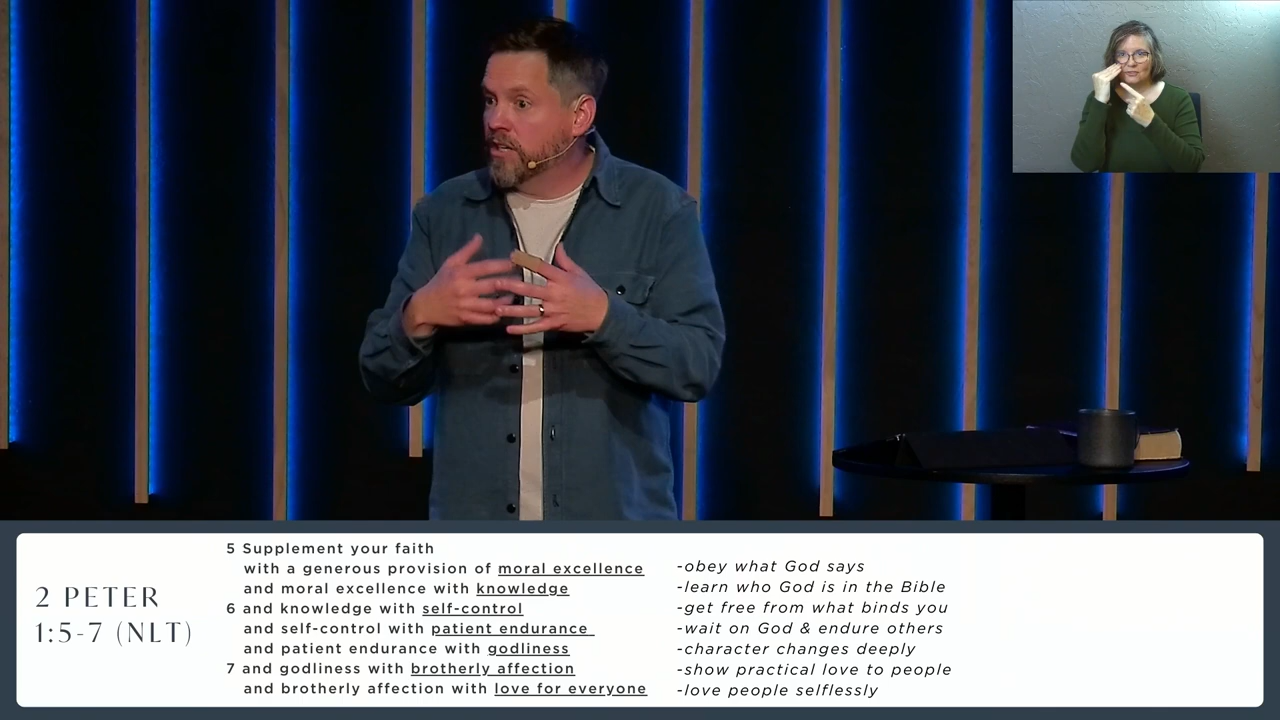 2 PETER
1:5-7 (NLT)
5 Supplement your faith
with a generous provision of moral excellence
and moral excellence with knowledge
6 and knowledge with self-control
and self-control with patient endurance
and patient endurance with godliness
7 and godliness with brotherly affection
and brotherly affection with love for everyone
-obey what God says
-learn who God is in the Bible
-get free from what binds you
-wait on God & endure others
-character changes deeply
-show practical love to people
-love people selflessly